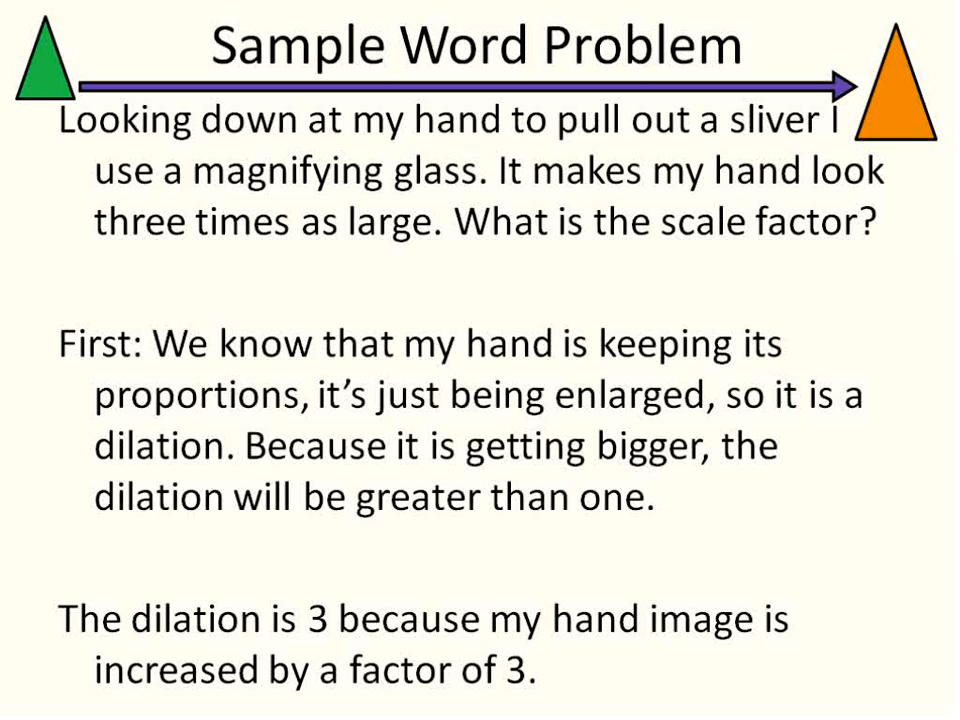 Sample Word Problem
Looking down at my hand to pull out a sliver I
use a magnifying glass. It makes my hand look
three times as large. What is the scale factor?
First: We know that my hand is keeping its
proportions, it’s just being enlarged, so it is a
dilation. Because it is getting bigger, the
dilation will be greater than one.
The dilation is 3 because my hand image is
increased by a factor of 3.